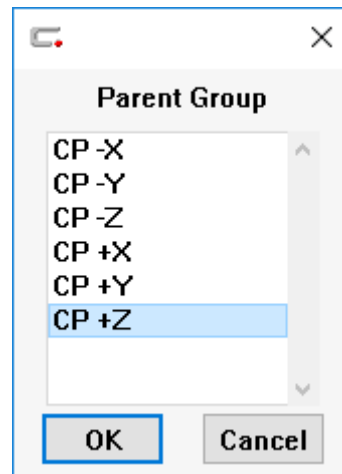 Parent Group
CP -X
CP -Y
CP -Z
CP +X
CP +Y
CP +Z
OK
Cancel